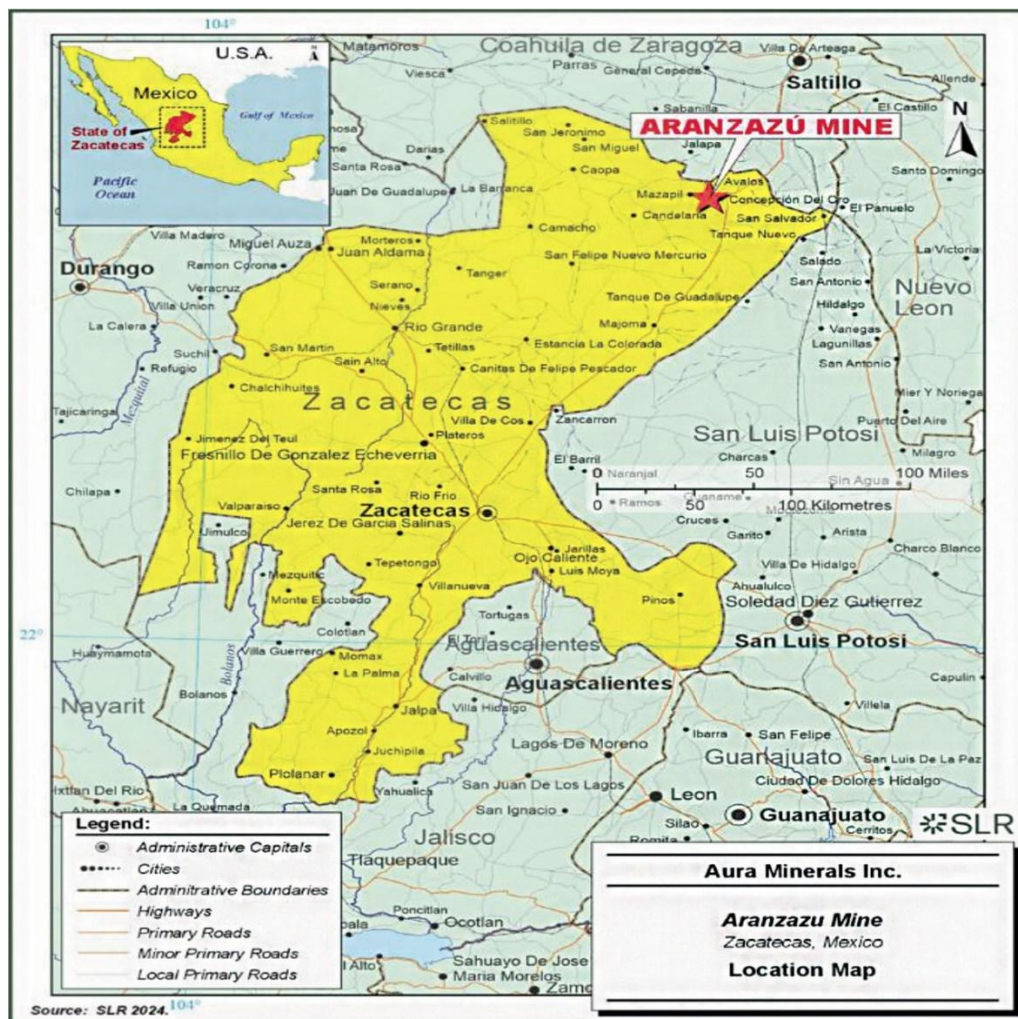 104°
U.S.A.
N
Mexico
Gulf of Mexico
State of
Zacatecas
Pacific
Ocean
Matamoros
Coahuila de Zaragoza
Viesca
Parras
General Cepeda
Villa De Arteaga
Saltillo
Allende
El Castillo
Sabanilla
N
Salitillo
San Jeronimo
ARANZAZÚ MINE
San Miguel
Jalapa
Darias
Santa Rosa
Caopa
Santo Domingo
Juan De Guadalupe
La Barranca
Avalos
Mazapil
Concepción Del Oro
El Panuelo
Candelaria
San Salvador
Camacho
Tanque Nuevo
Villa Madero
Miguel Auza
Morteros
Juan Aldama
La Victoria
Durango
Ramon Corona
Tanger
San Felipe Nuevo Mercurio
Salado
San Antonio
Nuevo
Leon
Veracruz
Villa Union
Serano
Nieves
Tanque De Guadalupe
Hildalgo
La Calera
Rio Grande
Majoma
Vanegas
Lagunillas
Suchil
San Martin
Sain Alto
Tetillas
Estancia La Colorada
Refugio
Canitas De Felipe Pescador
San Antonio
Mezquital
Chalchihuites
Mier Y Noriega
Tajicaringa
Zacatecas
Zancarron
Puerto Del Aire
Villa De Cos
Jimenez Del Teul
Plateros
San Luis Potosi
Fresnillo De Gonzalez Echeverria
Charcas
Milagro
El Barril
0 50 100 Miles
Naranjal
Sin Agua
Chilapa
Santa Rosa
Rio Frio
Valparaiso
Zacatecas
Ramos
0 50 100 Kilometres
Jerez De Garcia Salinas
Cruces
Jimulco
Garito
Arista
Charco Blanco
Jarillas
Ojo Caliente
Tepetongo
Luis Moya
Villa De Hidalgo
Mezquitic
Villanueva
Ahualulco
Monte Escobedo
Pinos
Soledad Diez Gutierrez
Tortugas
Colotlan
22°
El Toril
San Luis Potosi
Huaymamota
Villa Guerrero
Momax
Aguascalientes
La Palma
Calvillo
Aguascalientes
Capulin
Bolanos
Bolanos
Nayarit
Villa Hidalgo
Villela
Jalpa
Apozol
Ibarra
San Felipe
Lagos De Moreno
Juchipila
Guanajuato
San Luis De La Paz
Plolanar
San Juan De Los Lagos
Ciudad De Dolores Hidalgo
Ixtlan Del Rio
Yahualica
Leon
La Quemada
San Ignacio
Guanajuato
SLR
Silao
Cerritos
Romita
Jalisco
Tlaquepaque
Legend:
Administrative Capitals
Cities
Adminitrative Boundaries
Highways
Primary Roads
Minor Primary Roads
Local Primary Roads
Poncitlan
Ocotlan
Sahuayo De Jose
Maria Morelos
Aura Minerals Inc.
Aranzazu Mine
Zacatecas, Mexico
Location Map
Source: SLR 2024.
104°